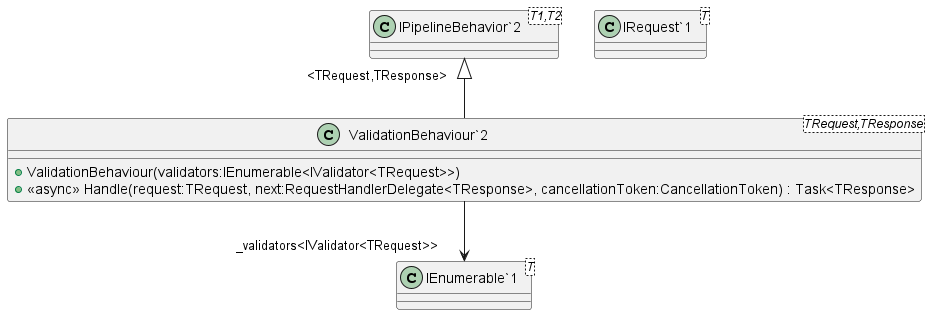 C IPipelineBehavior`2 T1,T2
C IRequest`1 T
<TRequest,TResponse>
C ValidationBehaviour`2 TRequest,TResponse
ValidationBehaviour(validators:IEnumerable<IValidator<TRequest>>)
«async» Handle(request:TRequest, next:RequestHandlerDelegate<TResponse>, cancellationToken:CancellationToken) : Task<TResponse>
_validators<IValidator<TRequest>>
C IEnumerable`1 T